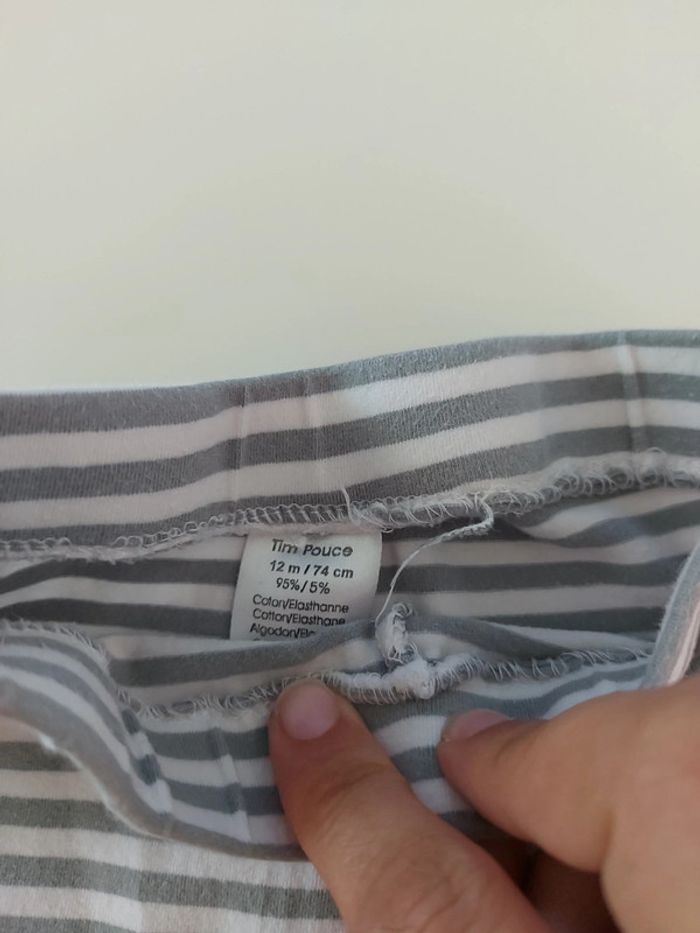 Tim Pouce
12 m / 74 cm
95%/5%
Coton/Elasthanne
Cotton/Elasthane